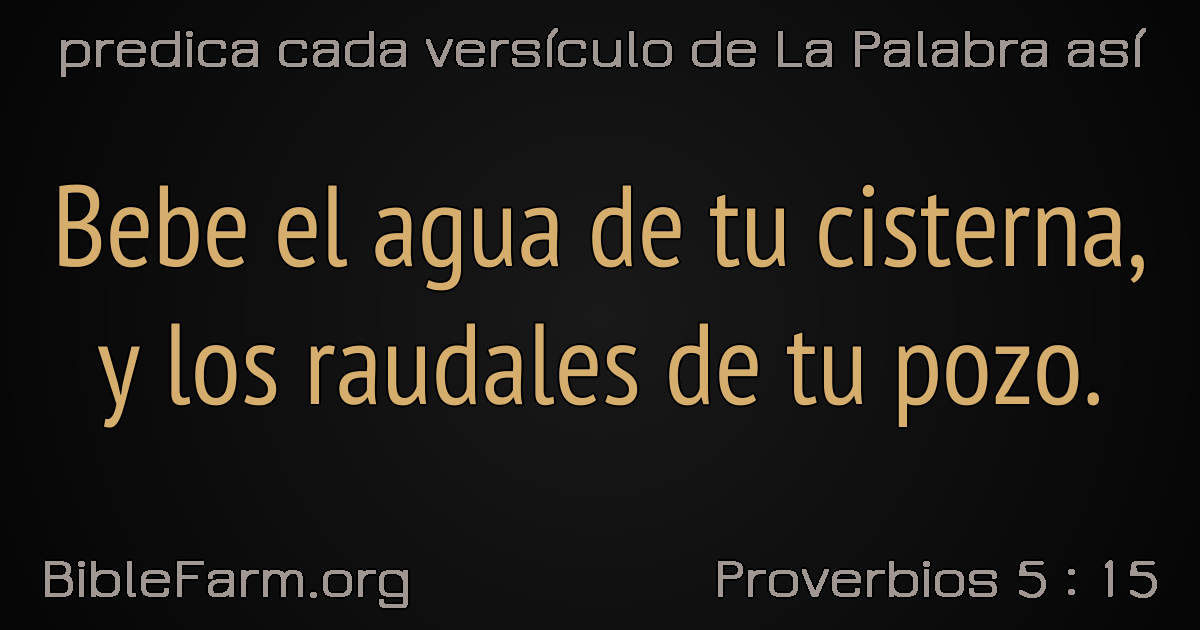 predica cada versículo de La Palabra así
Bebe el agua de tu cisterna,
y los raudales de tu pozo.
BibleFarm.org
Proverbios 5 : 15